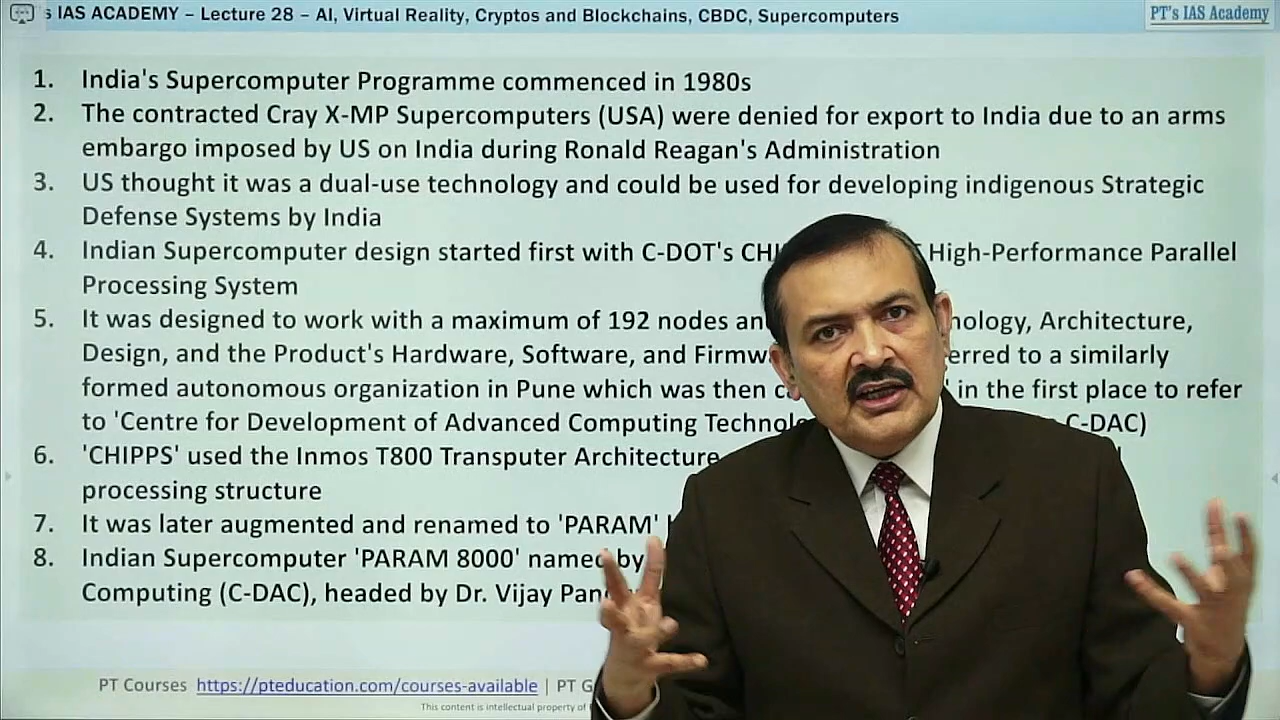 s IAS ACADEMY – Lecture 28 – AI, Virtual Reality, Cryptos and Blockchains, CBDC, Supercomputers
PT's IAS Academy
1. India's Supercomputer Programme commenced in 1980s
2. The contracted Cray X-MP Supercomputers (USA) were denied for export to India due to an arms
embargo imposed by US on India during Ronald Reagan's Administration
3. US thought it was a dual-use technology and could be used for developing indigenous Strategic
Defense Systems by India
4. Indian Supercomputer design started first with C-DOT's High-Performance Parallel
Processing System
5. It was designed to work with a maximum of 192 nodes Architecture,
Design, and the Product's Hardware, Software, and to a similarly
formed autonomous organization in Pune which was then in the first place to refer
to 'Centre for Development of Advanced Computing C-DAC)
6. 'CHIPPS' used the Inmos T800 Transputer Architecture
processing structure
7. It was later augmented and renamed to 'PARAM'
8. Indian Supercomputer 'PARAM 8000' named by
Computing (C-DAC), headed by Dr. Vijay
PT Courses https://pteducation.com/courses-available | PT
This content is intellectual property of